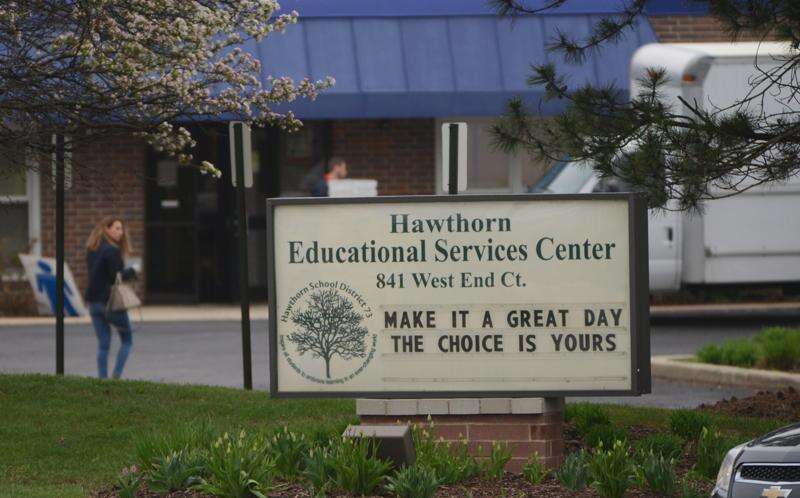 Hawthorn
Educational Services Center
841 West End Ct.
Hawthorn School District 73
MAKE IT A GREAT DAY
THE CHOICE IS YOURS